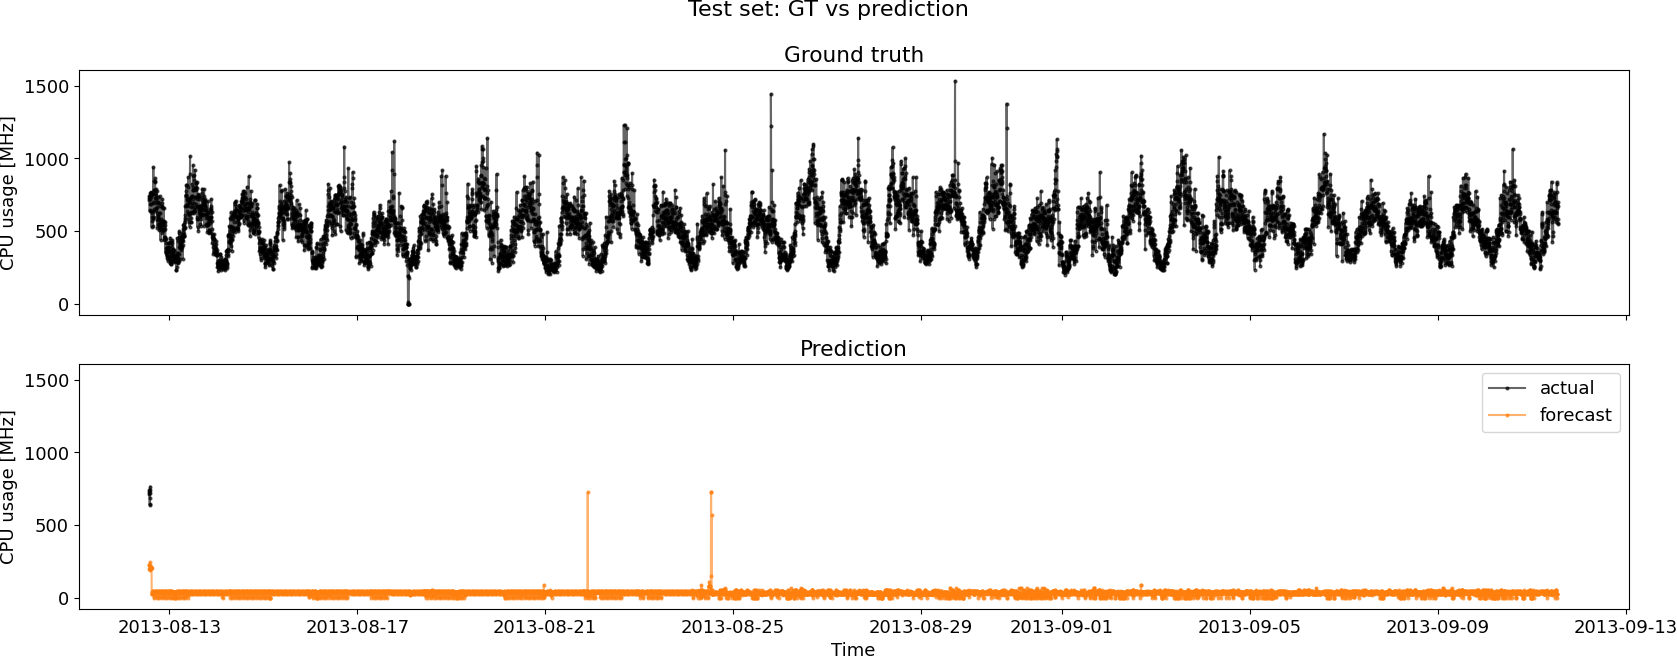 Test set: GT vs prediction
Ground truth
CPU usage [MHz]
1500
1000
500
0
Prediction
CPU usage [MHz]
1500
1000
500
0
actual
forecast
2013-08-13 2013-08-17 2013-08-21 2013-08-25 2013-08-29 2013-09-01 2013-09-05 2013-09-09 2013-09-13
Time